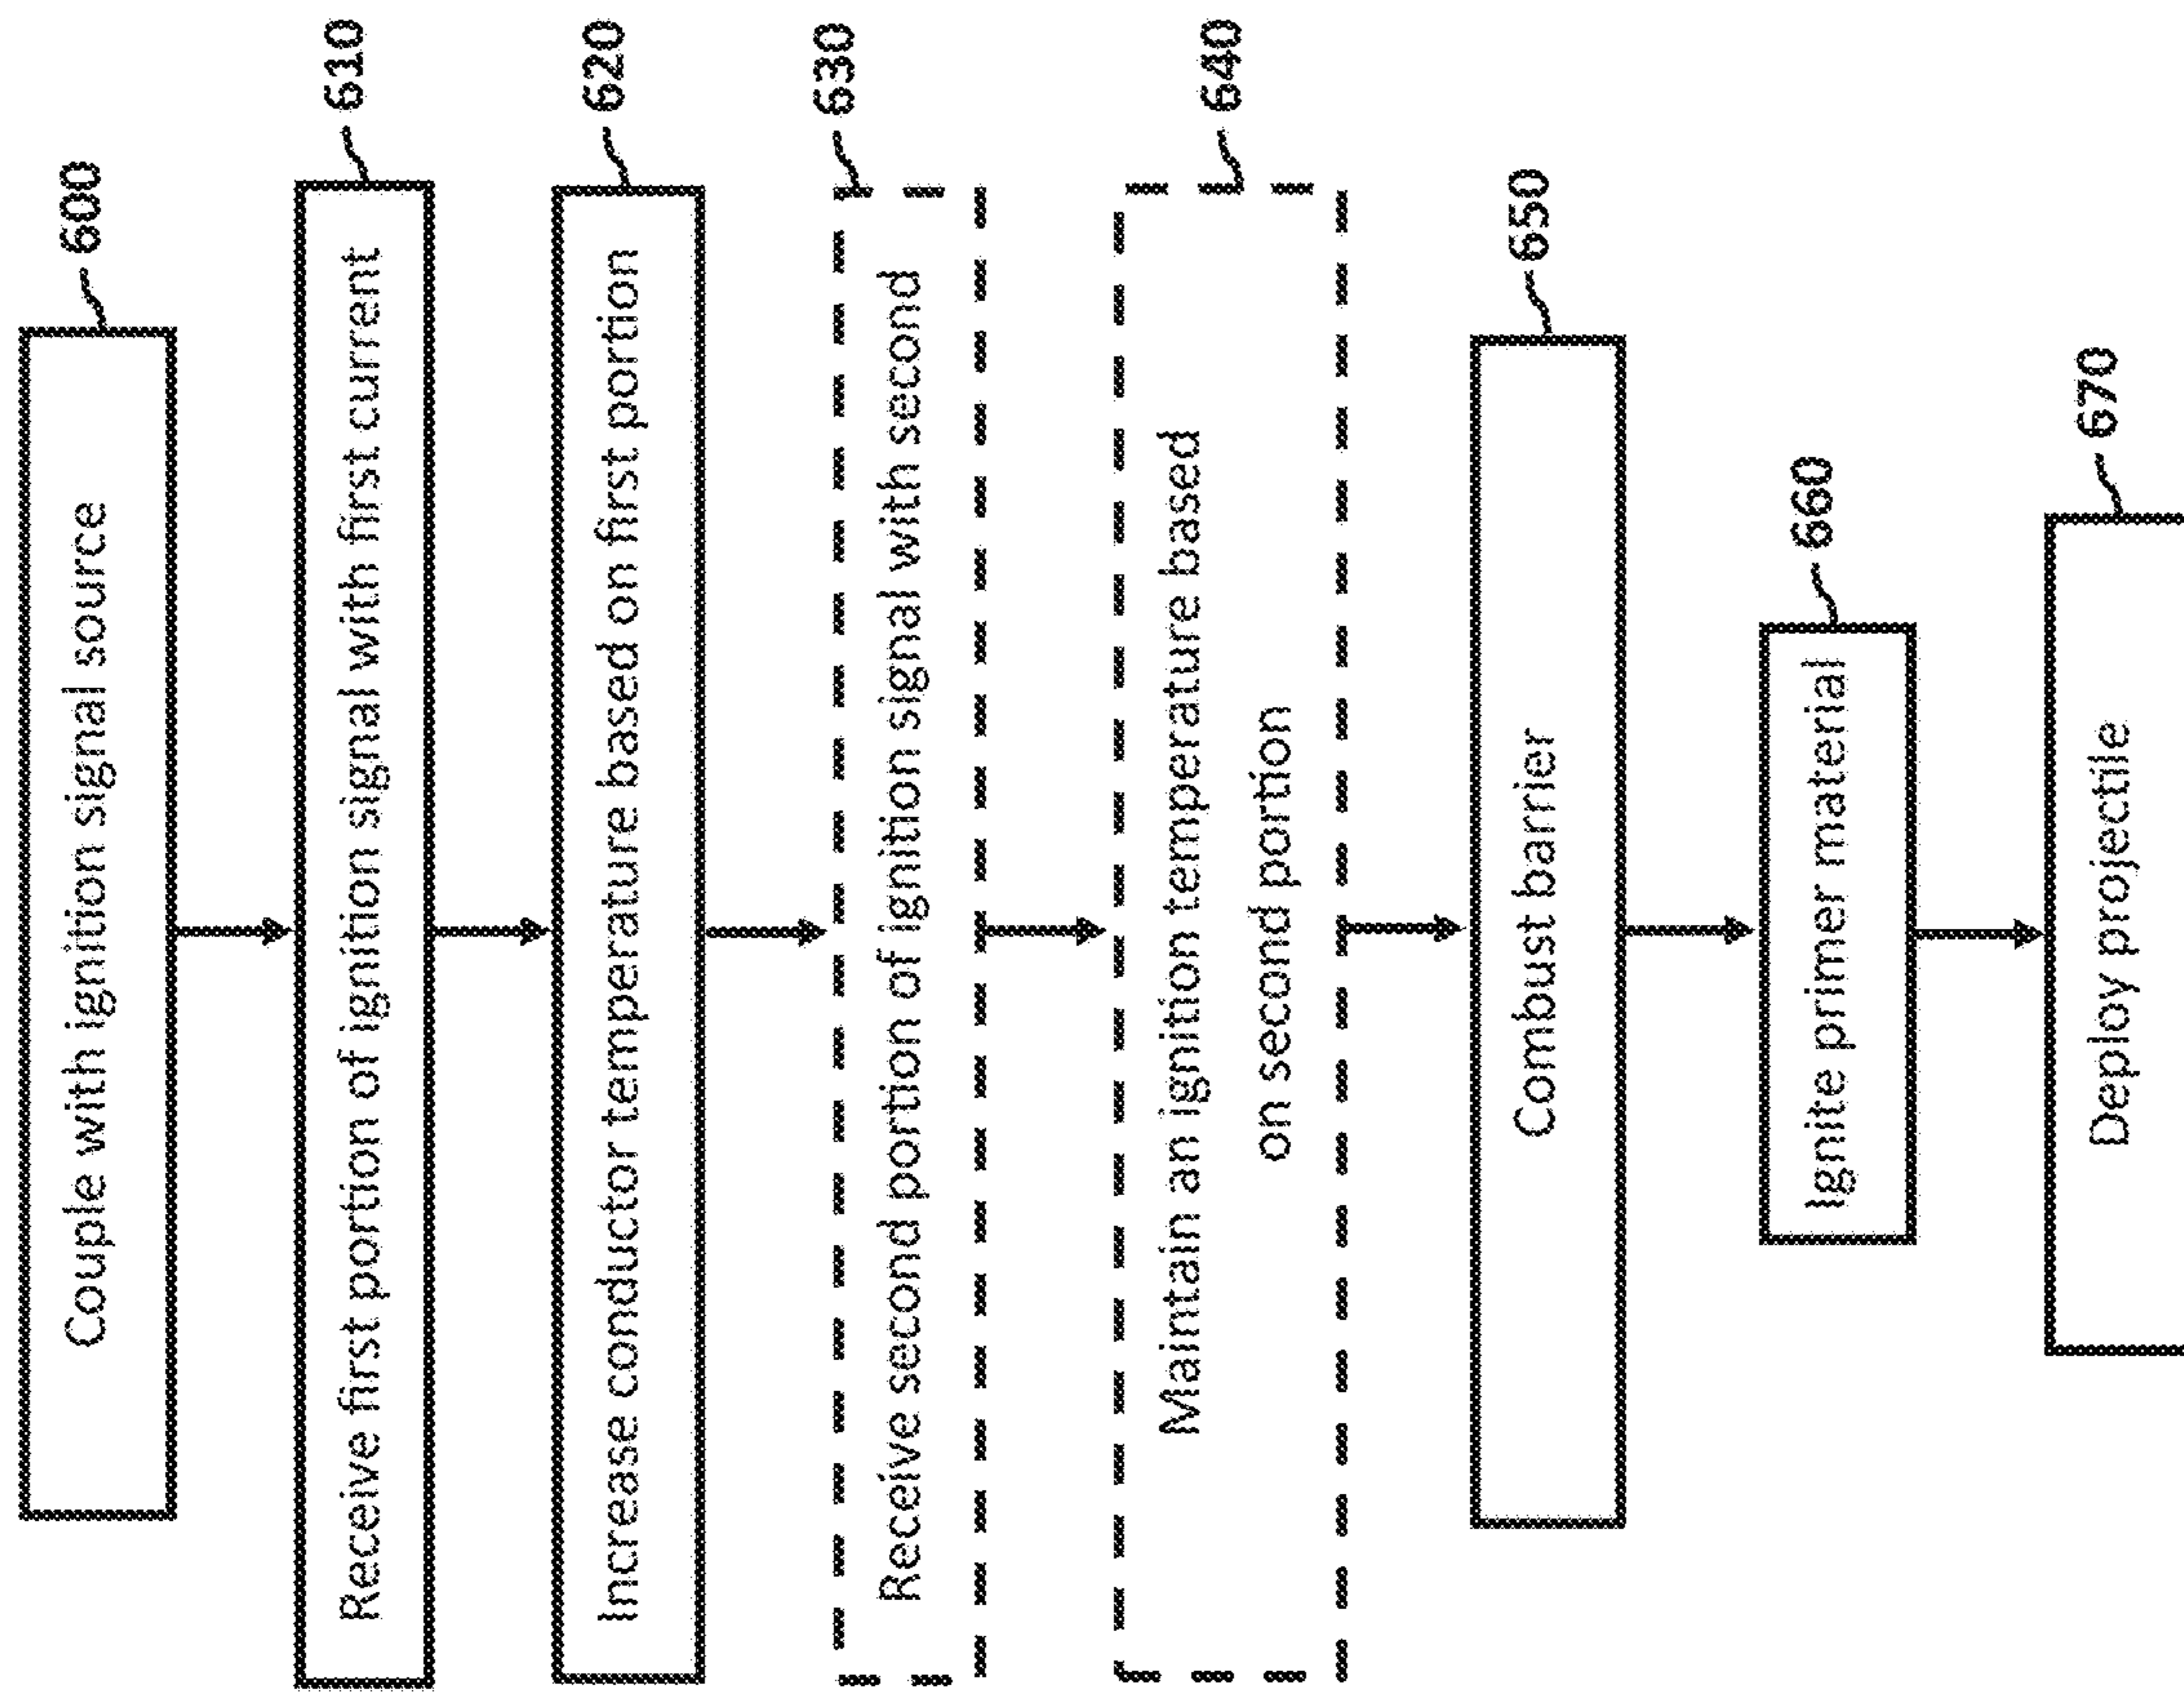 Couple with ignition signal source
600
Receive first portion of ignition signal with first current
610
Increase conductor temperature based on first portion
620
Receive second portion of ignition signal with second
630
Maintain an ignition temperature based
on second portion
640
Combust barrier
650
Ignite primer material
660
Deploy projectile
670